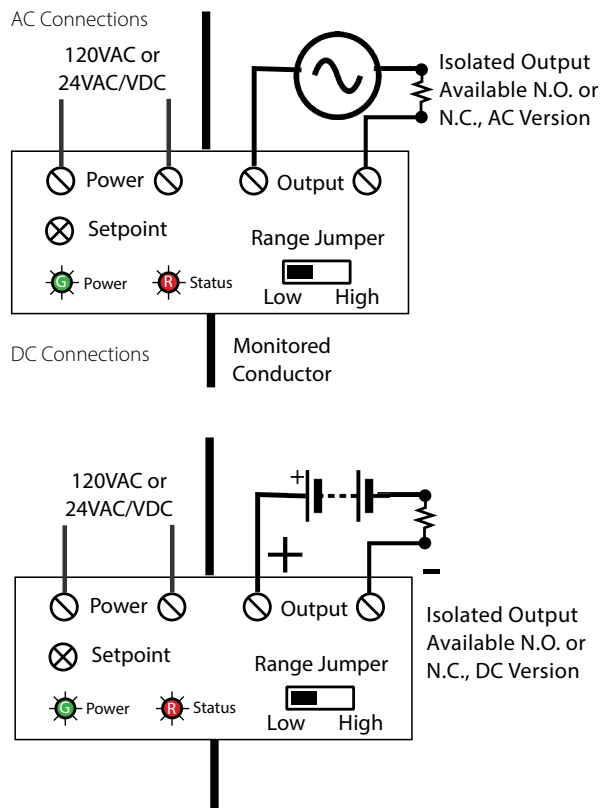 AC Connections
120VAC or
24VAC/VDC
Isolated Output
Available N.O. or
N.C., AC Version
Power
Output
Setpoint
Range Jumper
G
Power
R
Status
Low
High
DC Connections
Monitored
Conductor
120VAC or
24VAC/VDC
+
+
-
Power
Output
Isolated Output
Available N.O. or
N.C., DC Version
Setpoint
Range Jumper
G
Power
R
Status
Low
High